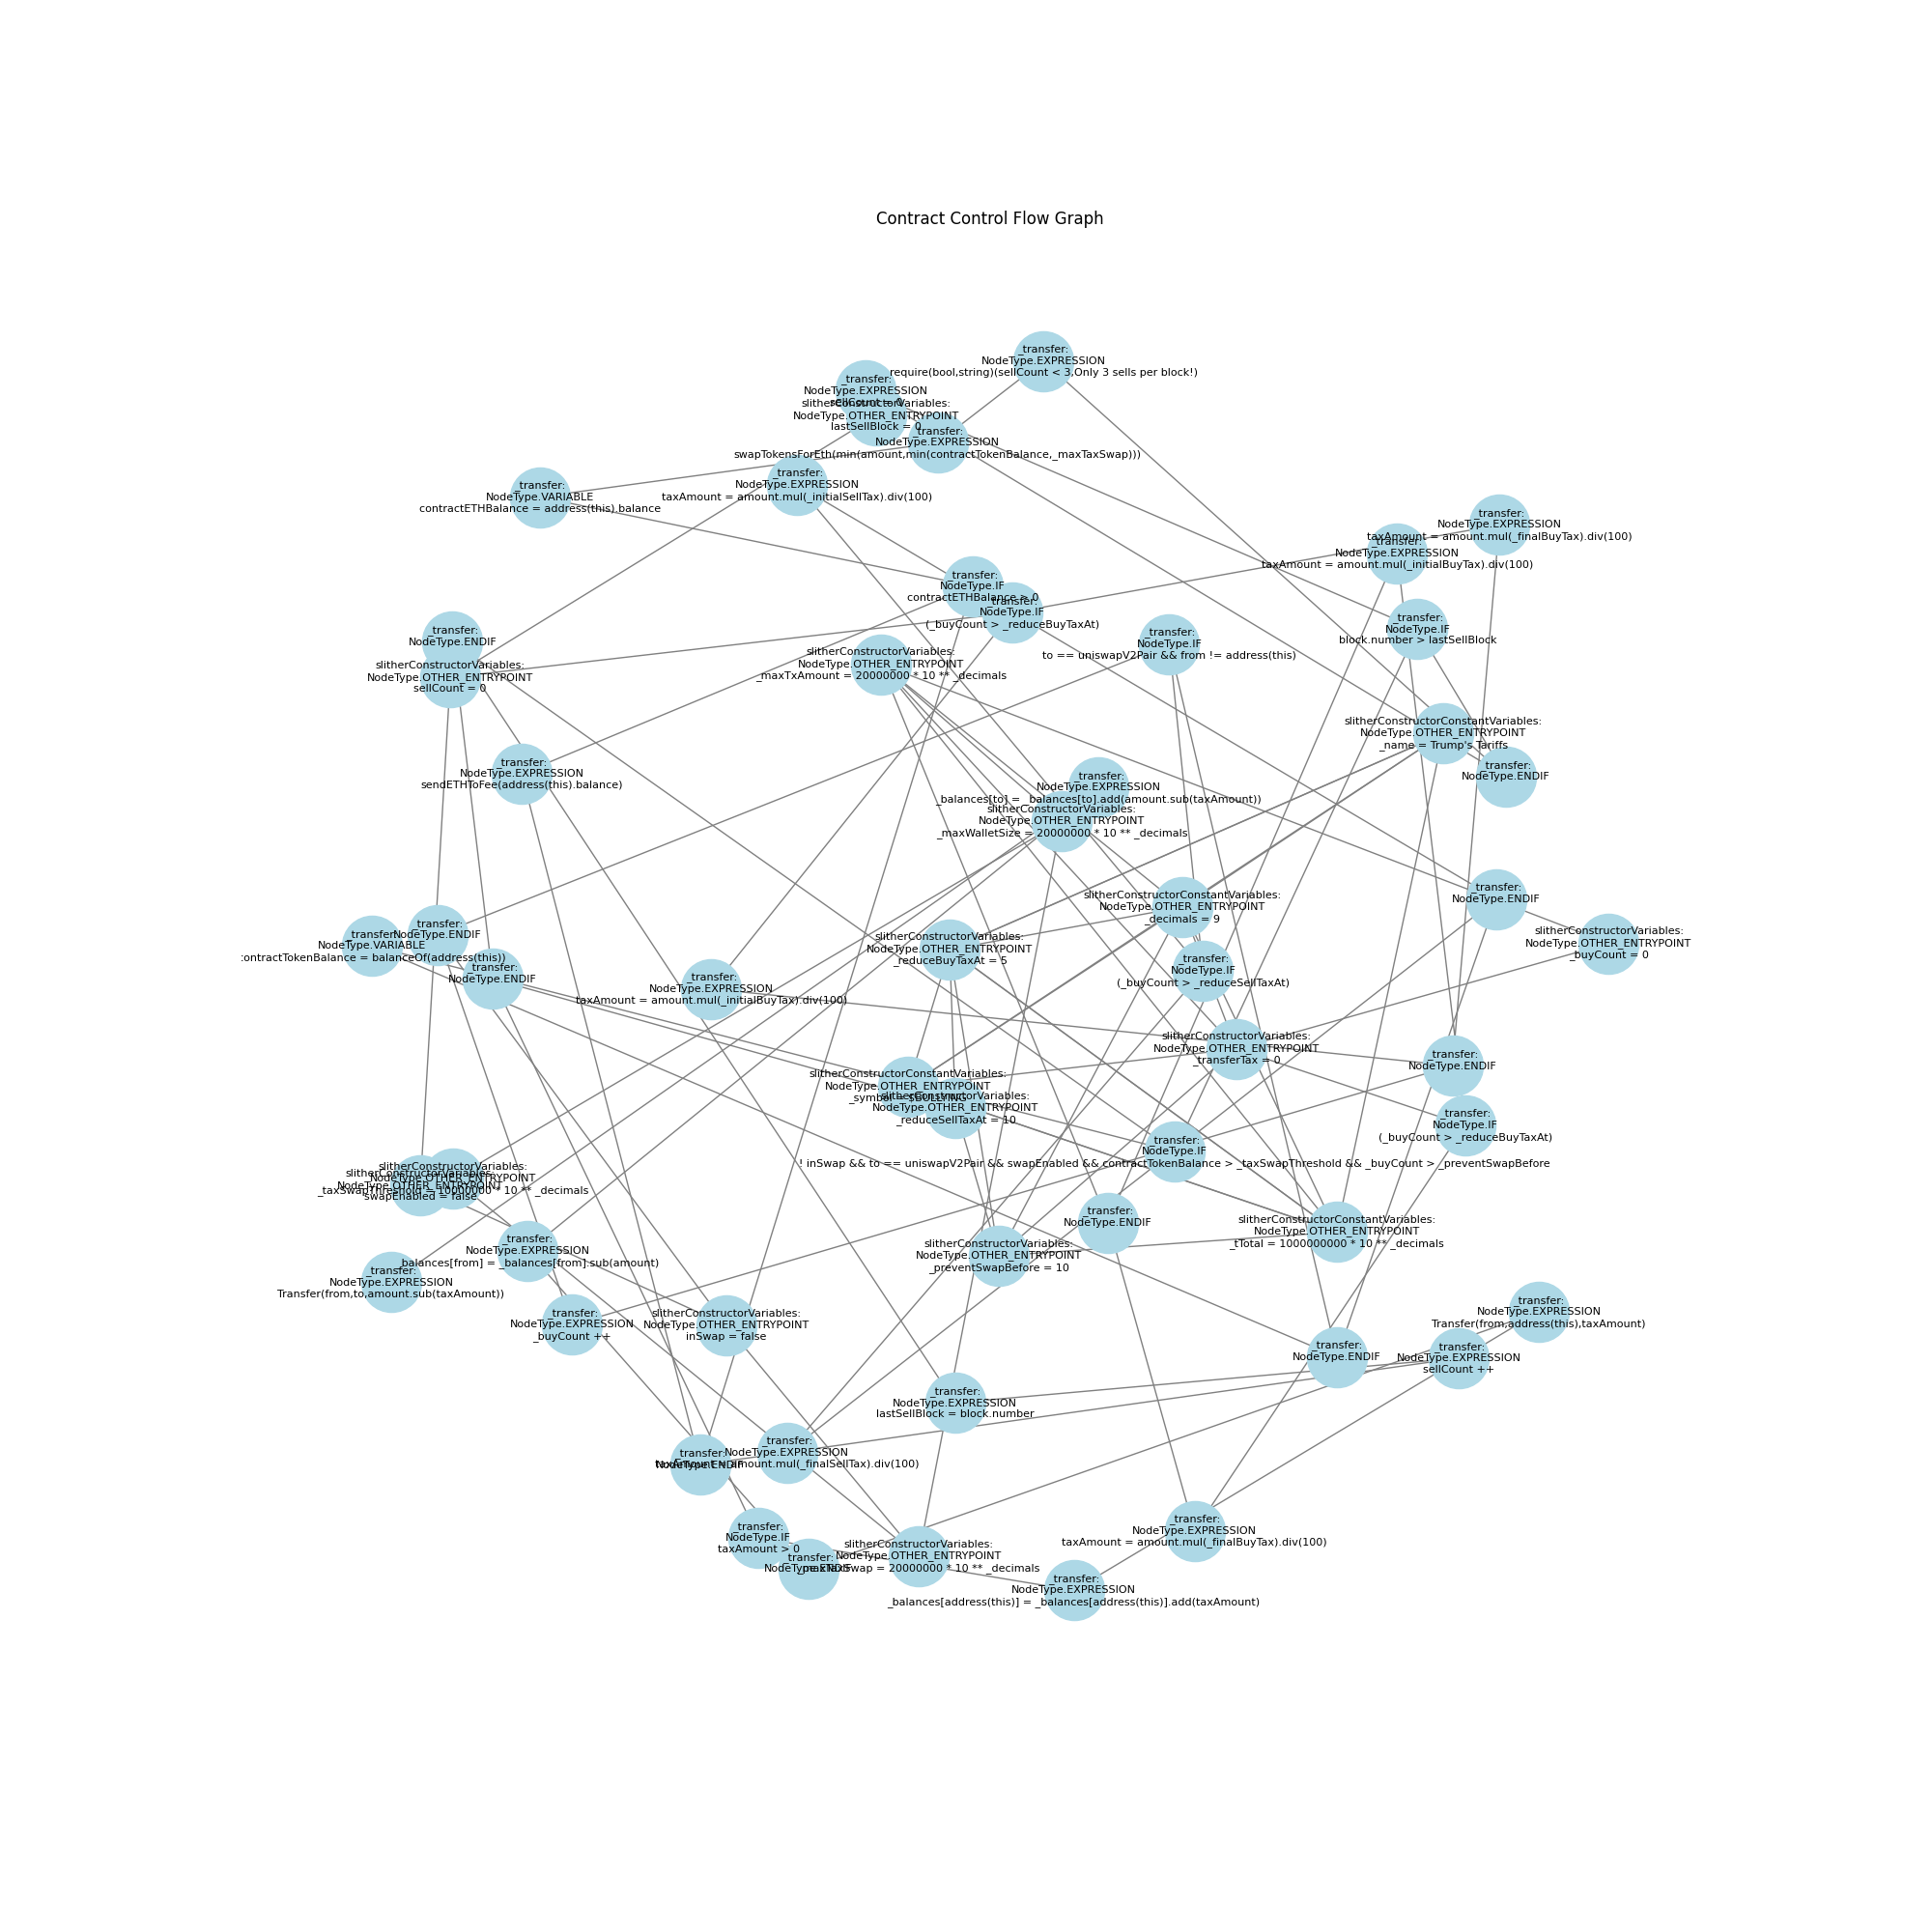 Contract Control Flow Graph
_transfer:
NodeType.EXPRESSION
require(bool,string)(sellCount < 3,Only 3 sells per block!)
_transfer:
NodeType.EXPRESSION
sellCount = 0
slitherConstructorVariables:
NodeType.OTHER_ENTRYPOINT
lastSellBlock = 0
_transfer:
NodeType.EXPRESSION
swapTokensForEth(min(amount,min(contractTokenBalance,_maxTaxSwap)))
_transfer:
NodeType.EXPRESSION
taxAmount = amount.mul(_initialSellTax).div(100)
_transfer:
NodeType.VARIABLE
contractETHBalance = address(this).balance
_transfer:
NodeType.EXPRESSION
taxAmount = amount.mul(_finalBuyTax).div(100)
_transfer:
NodeType.EXPRESSION
taxAmount = amount.mul(_initialBuyTax).div(100)
_transfer:
NodeType.IF
contractETHBalance > 0
_transfer:
NodeType.IF
(_buyCount > _reduceBuyTaxAt)
_transfer:
NodeType.IF
block.number > lastSellBlock
_transfer:
NodeType.IF
to == uniswapV2Pair && from != address(this)
_transfer:
NodeType.ENDIF
slitherConstructorVariables:
NodeType.OTHER_ENTRYPOINT
sellCount = 0
slitherConstructorVariables:
NodeType.OTHER_ENTRYPOINT
_maxTxAmount = 20000000 * 10 ** _decimals
slitherConstructorConstantVariables:
NodeType.OTHER_ENTRYPOINT
_name = Trump's Tariffs
_transfer:
NodeType.ENDIF
_transfer:
NodeType.EXPRESSION
sendETHToFee(address(this).balance)
_transfer:
NodeType.EXPRESSION
_balances[to] = _balances[to].add(amount.sub(taxAmount))
slitherConstructorVariables:
NodeType.OTHER_ENTRYPOINT
_maxWalletSize = 20000000 * 10 ** _decimals
_transfer:
NodeType.ENDIF
slitherConstructorConstantVariables:
NodeType.OTHER_ENTRYPOINT
_decimals = 9
slitherConstructorVariables:
NodeType.OTHER_ENTRYPOINT
_buyCount = 0
_transfer:
NodeType.ENDIF
_transfer:
NodeType.VARIABLE
contractTokenBalance = balanceOf(address(this))
_transfer:
NodeType.ENDIF
slitherConstructorVariables:
NodeType.OTHER_ENTRYPOINT
_reduceBuyTaxAt = 5
_transfer:
NodeType.IF
(_buyCount > _reduceSellTaxAt)
_transfer:
NodeType.EXPRESSION
taxAmount = amount.mul(_initialBuyTax).div(100)
slitherConstructorVariables:
NodeType.OTHER_ENTRYPOINT
_transferTax = 0
_transfer:
NodeType.ENDIF
slitherConstructorConstantVariables:
NodeType.OTHER_ENTRYPOINT
_symbol = $BULLYING
slitherConstructorVariables:
NodeType.OTHER_ENTRYPOINT
_reduceSellTaxAt = 10
_transfer:
NodeType.IF
(_buyCount > _reduceBuyTaxAt)
_transfer:
NodeType.IF
! inSwap && to == uniswapV2Pair && swapEnabled && contractTokenBalance > _taxSwapThreshold && _buyCount > _preventSwapBefore
slitherConstructorVariables:
NodeType.OTHER_ENTRYPOINT
_taxSwapThreshold = 10000000 * 10 ** _decimals
slitherConstructorVariables:
NodeType.OTHER_ENTRYPOINT
swapEnabled = false
_transfer:
NodeType.ENDIF
slitherConstructorConstantVariables:
NodeType.OTHER_ENTRYPOINT
_tTotal = 1000000000 * 10 ** _decimals
_transfer:
NodeType.EXPRESSION
_balances[from] = _balances[from].sub(amount)
slitherConstructorVariables:
NodeType.OTHER_ENTRYPOINT
_preventSwapBefore = 10
_transfer:
NodeType.EXPRESSION
Transfer(from,to,amount.sub(taxAmount))
_transfer:
NodeType.EXPRESSION
Transfer(from,address(this),taxAmount)
_transfer:
NodeType.EXPRESSION
_buyCount ++
slitherConstructorVariables:
NodeType.OTHER_ENTRYPOINT
inSwap = false
_transfer:
NodeType.ENDIF
_transfer:
NodeType.EXPRESSION
sellCount ++
_transfer:
NodeType.EXPRESSION
lastSellBlock = block.number
_transfer:
NodeType.EXPRESSION
taxAmount = amount.mul(_finalSellTax).div(100)
_transfer:
NodeType.ENDIF
_transfer:
NodeType.EXPRESSION
taxAmount = amount.mul(_finalBuyTax).div(100)
_transfer:
NodeType.IF
taxAmount > 0
_transfer:
NodeType.ENDIF
slitherConstructorVariables:
NodeType.OTHER_ENTRYPOINT
_maxTaxSwap = 20000000 * 10 ** _decimals
_transfer:
NodeType.EXPRESSION
_balances[address(this)] = _balances[address(this)].add(taxAmount)